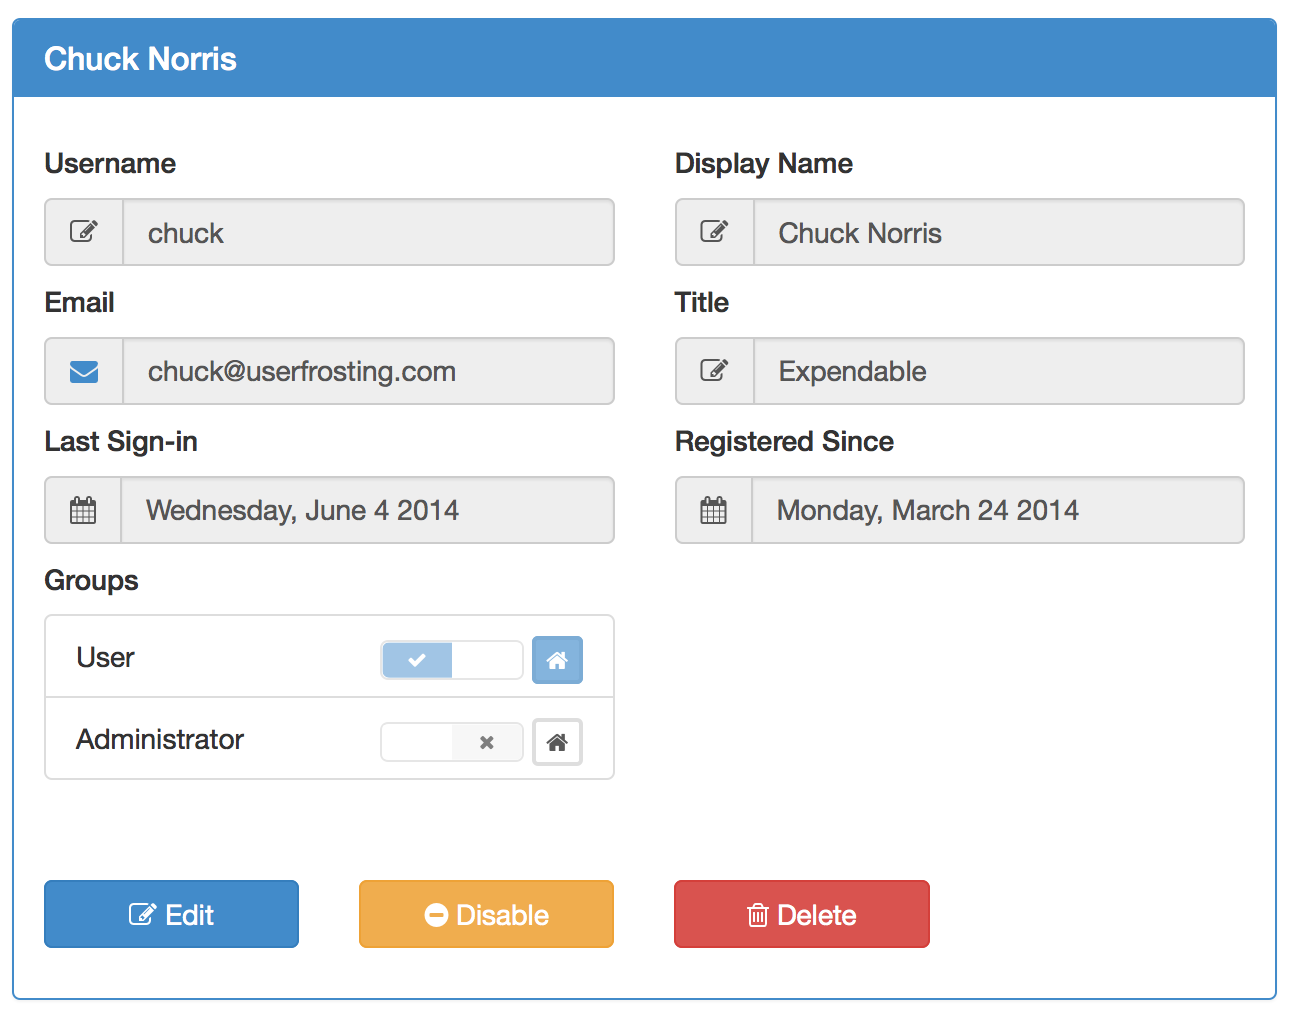 Chuck Norris
Username
Display Name
chuck
Chuck Norris
Email
Title
chuck@userfrosting.com
Expendable
Last Sign-in
Registered Since
Wednesday, June 4 2014
Monday, March 24 2014
Groups
User
Administrator
Edit
Disable
Delete